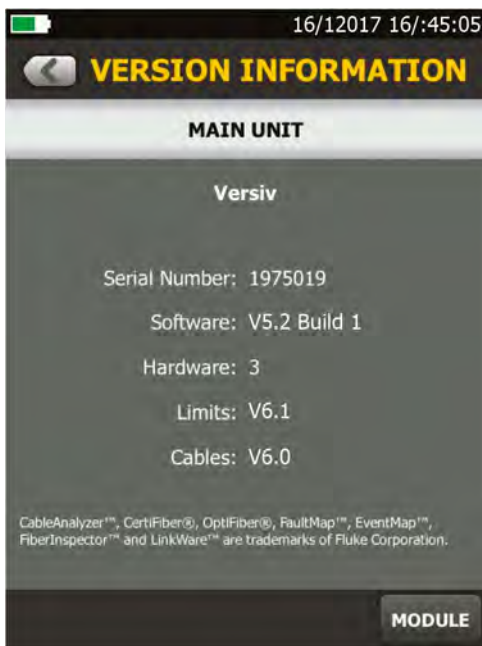 16/12017 16/:45:05
VERSION INFORMATION
MAIN UNIT
Versiv
Serial Number: 1975019
Software: V5.2 Build 1
Hardware: 3
Limits: V6.1
Cables: V6.0
CableAnalyzer™, CertiFiber®, OptiFiber®, FaultMap™, EventMap™,
FiberInspector™ and LinkWare™ are trademarks of Fluke Corporation.
MODULE